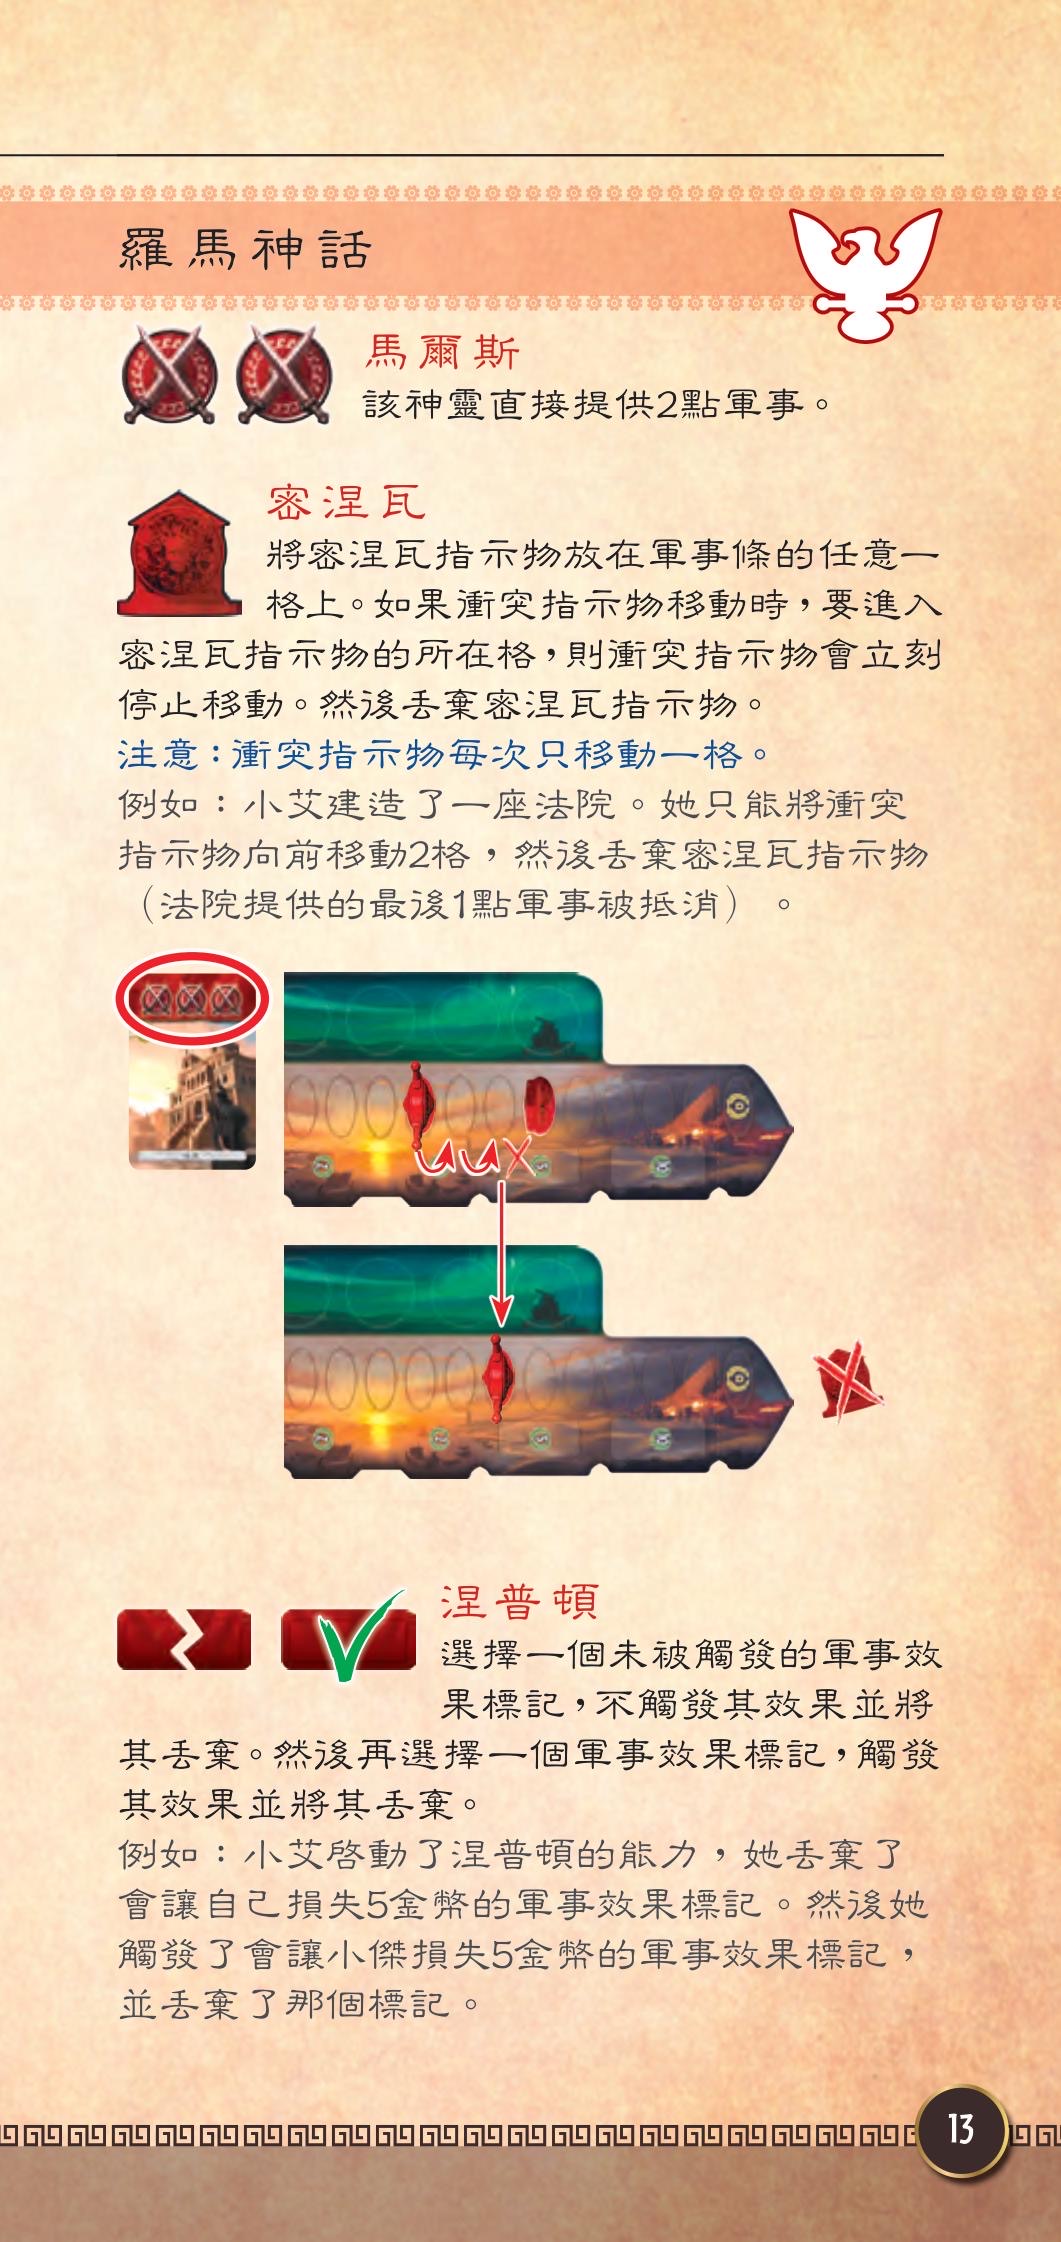 羅馬神話
馬爾斯
該神靈直接提供2點軍事。
密涅瓦
將密涅瓦指示物放在軍事條的任意一
格上。如果衝突指示物移動時，要進入
密涅瓦指示物的所在格，則衝突指示物會立刻
停止移動。然後丟棄密涅瓦指示物。
注意：衝突指示物每次只移動一格。
例如：小艾建造了一座法院。她只能將衝突
指示物向前移動2格，然後丟棄密涅瓦指示物
（法院提供的最後1點軍事被抵消）。
涅普頓
選擇一個未被觸發的軍事效
果標記，不觸發其效果並將
其丟棄。然後再選擇一個軍事效果標記，觸發
其效果並將其丟棄。
例如：小艾啓動了涅普頓的能力，她丟棄了
會讓自己損失5金幣的軍事效果標記。然後她
觸發了會讓小傑損失5金幣的軍事效果標記，
並丟棄了那個標記。
13